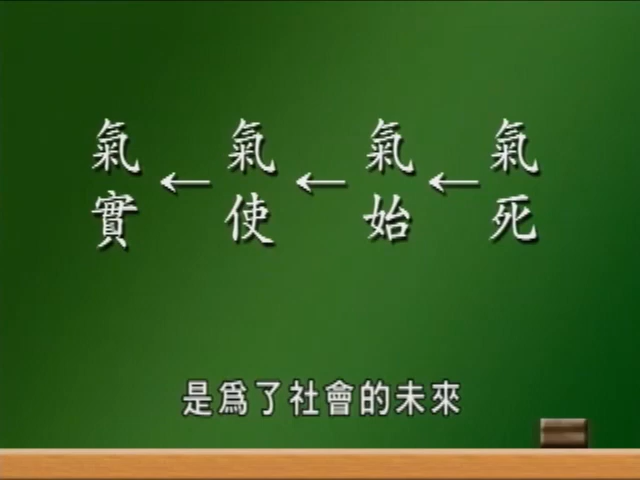 氣死 ← 氣始 ← 氣使 ← 氣實
是爲了社會的未來